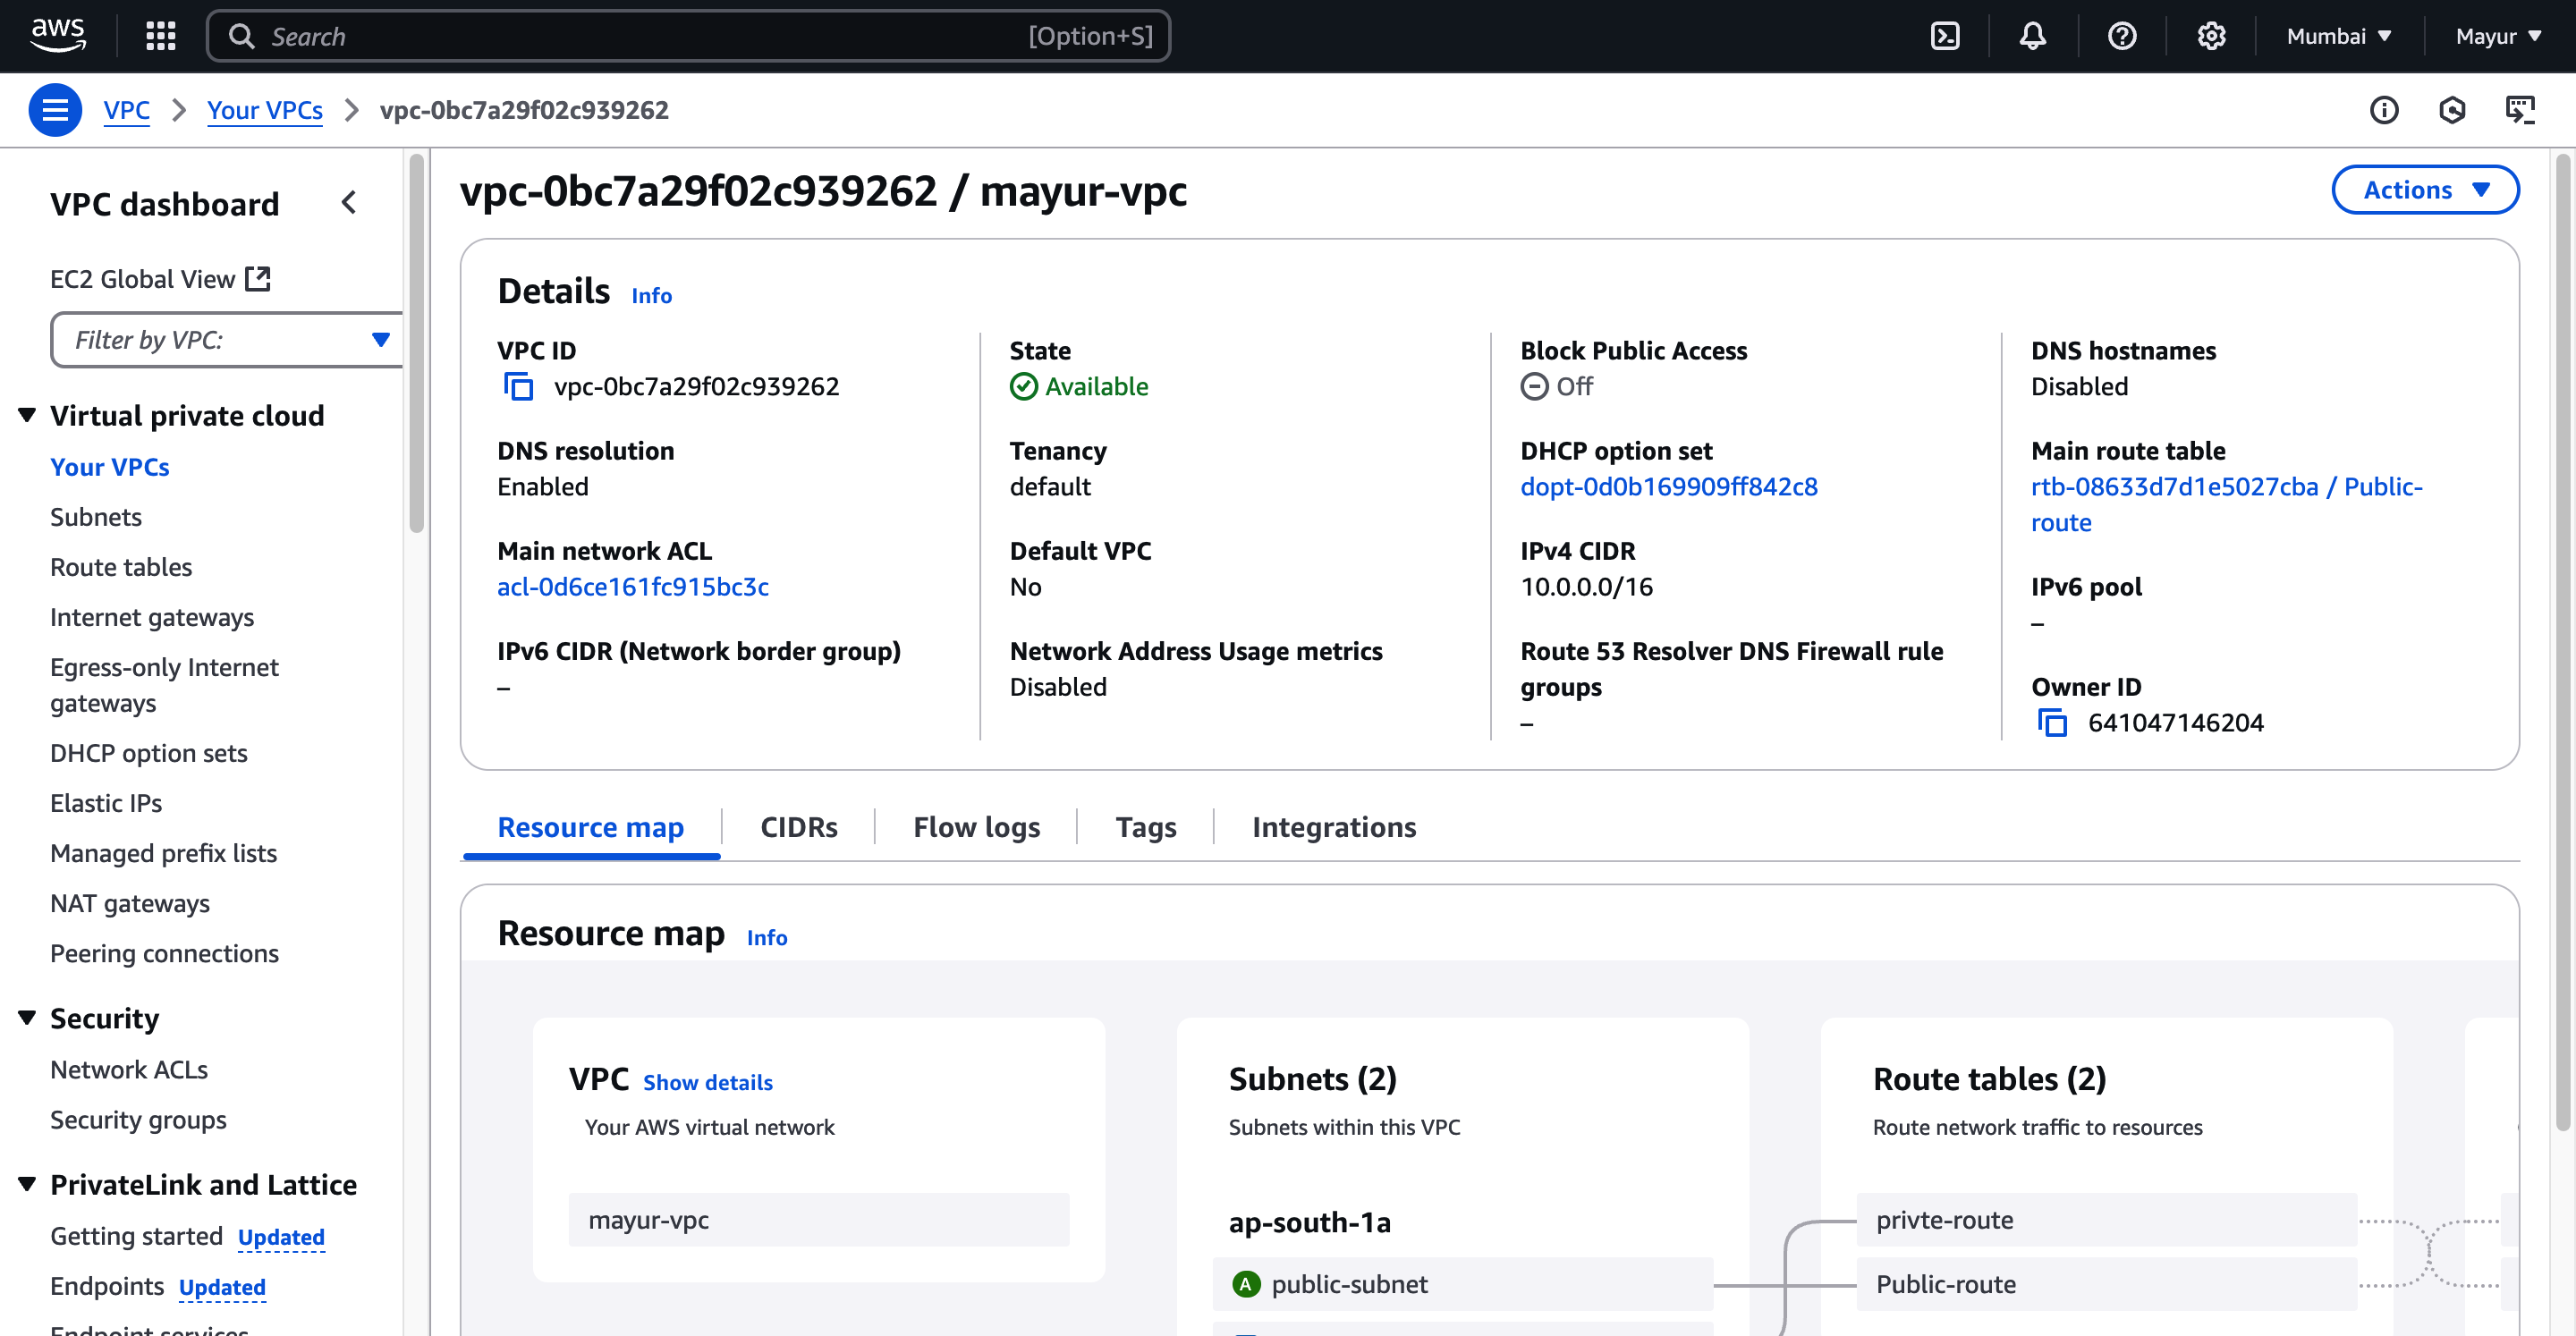 aws
Search
[Option+S]
Mumbai
Mayur
VPC
Your VPCs
vpc-0bc7a29f02c939262
VPC dashboard
EC2 Global View
Filter by VPC:
Virtual private cloud
Your VPCs
Subnets
Route tables
Internet gateways
Egress-only Internet
gateways
DHCP option sets
Elastic IPs
Managed prefix lists
NAT gateways
Peering connections
Security
Network ACLs
Security groups
PrivateLink and Lattice
Getting started Updated
Endpoints Updated
Endpoint services
vpc-0bc7a29f02c939262 / mayur-vpc
Actions
Details Info
VPC ID
vpc-0bc7a29f02c939262
DNS resolution
Enabled
Main network ACL
acl-0d6ce161fc915bc3c
IPv6 CIDR (Network border group)
–
State
Available
Tenancy
default
Default VPC
No
Network Address Usage metrics
Disabled
Block Public Access
Off
DHCP option set
dopt-0d0b169909ff842c8
IPv4 CIDR
10.0.0.0/16
Route 53 Resolver DNS Firewall rule
groups
–
DNS hostnames
Disabled
Main route table
rtb-08633d7d1e5027cba / Public-
route
IPv6 pool
–
Owner ID
641047146204
Resource map
CIDRs
Flow logs
Tags
Integrations
Resource map Info
VPC Show details
Your AWS virtual network
mayur-vpc
Subnets (2)
Subnets within this VPC
ap-south-1a
A public-subnet
Route tables (2)
Route network traffic to resources
privte-route
Public-route